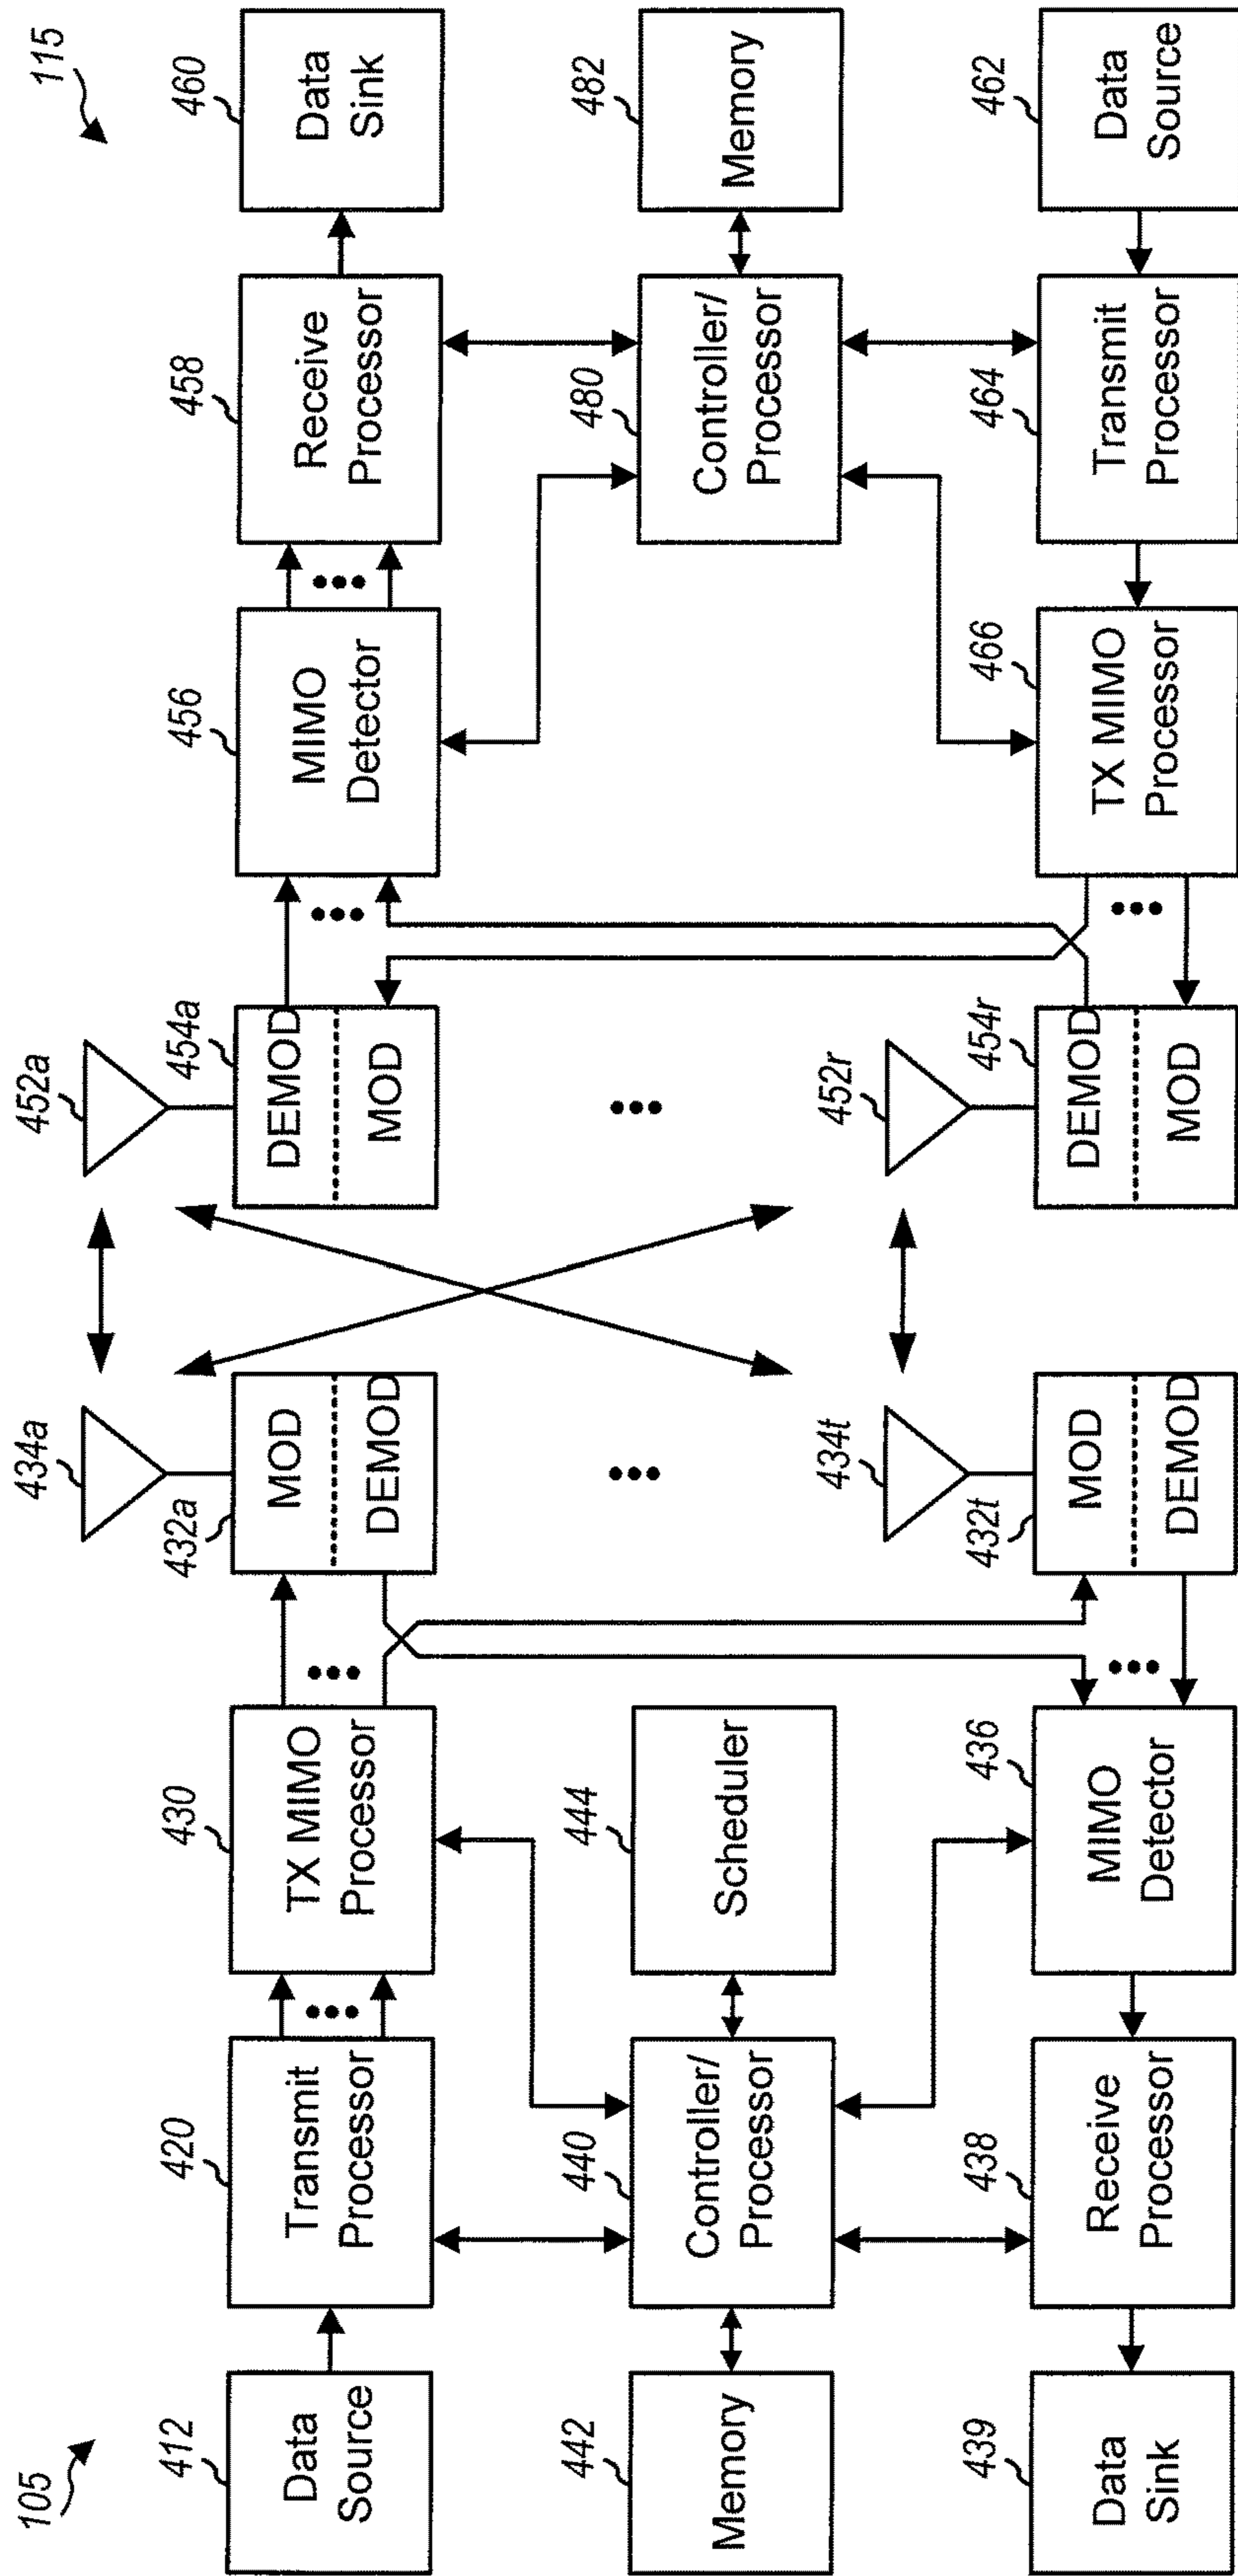 105
115
412
Data
Source
420
Transmit
Processor
430
TX MIMO
Processor
434a
432a
MOD
DEMOD
452a
454a
DEMOD
MOD
456
MIMO
Detector
458
Receive
Processor
460
Data
Sink
442
Memory
440
Controller/
Processor
444
Scheduler
480
Controller/
Processor
482
Memory
439
Data
Sink
438
Receive
Processor
436
MIMO
Detector
434t
432t
MOD
DEMOD
452r
454r
DEMOD
MOD
466
TX MIMO
Processor
464
Transmit
Processor
462
Data
Source